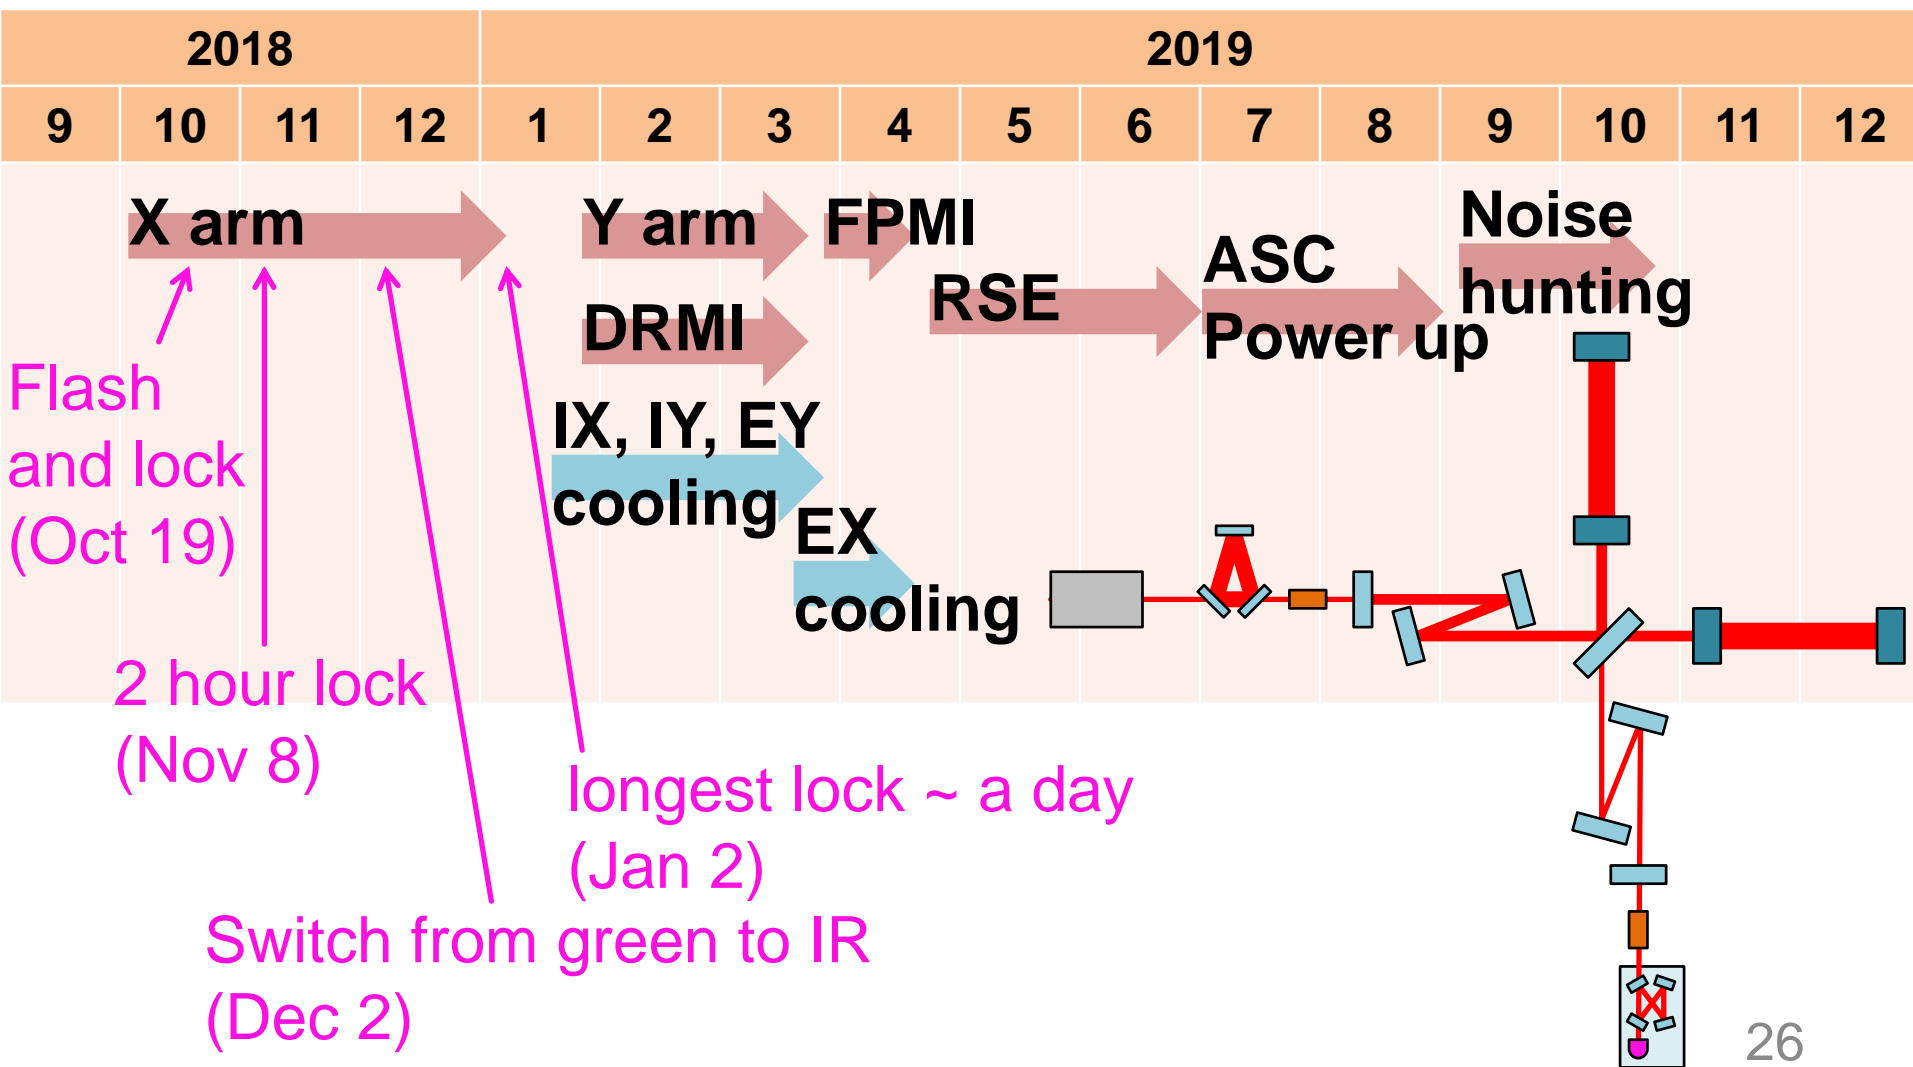 2018 2019
9 10 11 12 1 2 3 4 5 6 7 8 9 10 11 12
X arm
Y arm
FPMI
DRMI
RSE
ASC
Power up
Noise
hunting
IX, IY, EY
cooling
EX
cooling
Flash
and lock
(Oct 19)
2 hour lock
(Nov 8)
longest lock ~ a day
(Jan 2)
Switch from green to IR
(Dec 2)
26